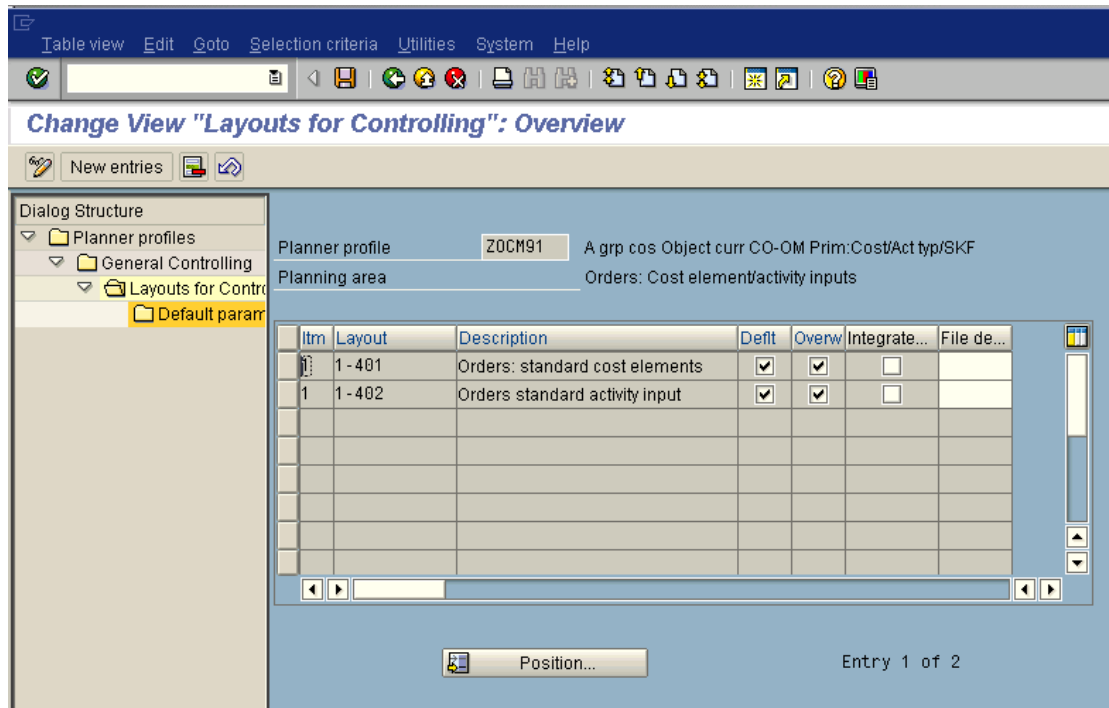 Table view Edit Goto Selection criteria Utilities System Help
Change View "Layouts for Controlling": Overview
New entries
Dialog Structure
Planner profiles
General Controlling
Layouts for Contro
Default param
Planner profile ZOCM91 A grp cos Object curr CO-OM Prim:Cost/Act typ/SKF
Planning area Orders: Cost element/activity inputs
Itm Layout Description Deflt Overw Integrate... File de...
1 1-401 Orders: standard cost elements
1 1-402 Orders standard activity input
Position... Entry 1 of 2